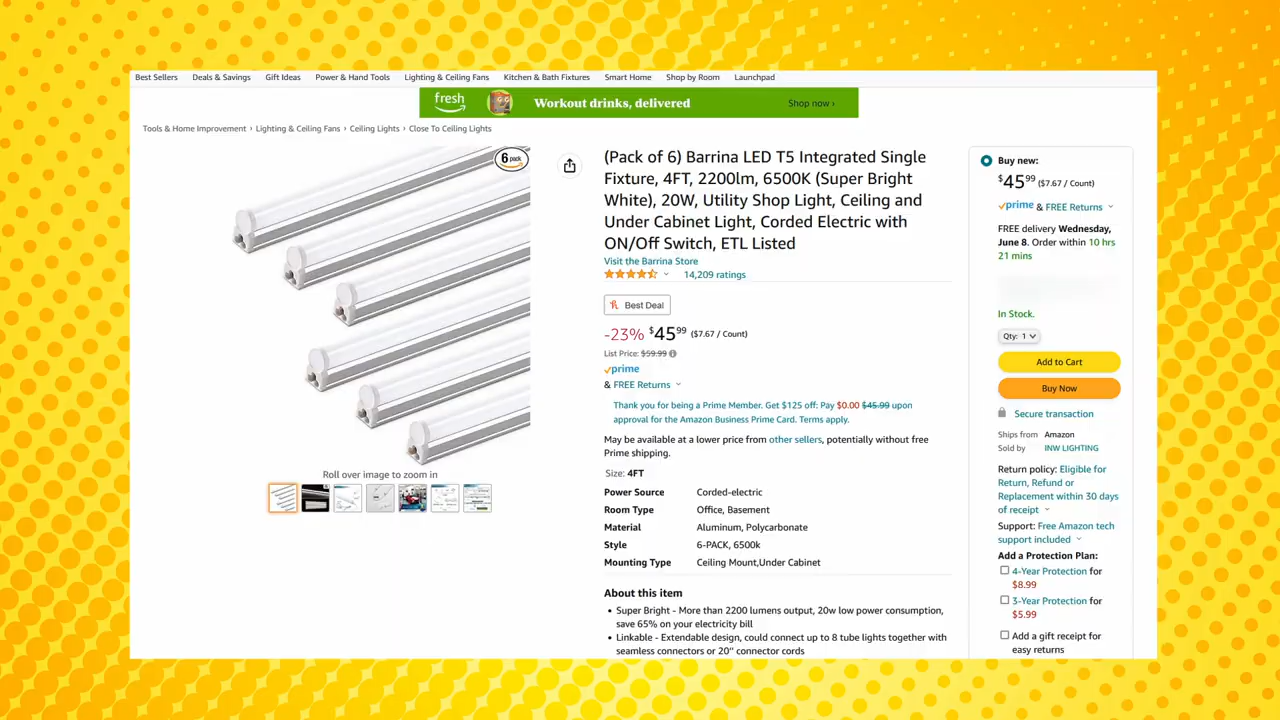 Best Sellers Deals & Savings Gift Ideas Power & Hand Tools Lighting & Ceiling Fans Kitchen & Bath Fixtures Smart Home Shop by Room Launchpad
fresh Workout drinks, delivered Shop now ›
Tools & Home Improvement › Lighting & Ceiling Fans › Ceiling Lights › Close To Ceiling Lights
6 pack
Roll over image to zoom in
(Pack of 6) Barrina LED T5 Integrated Single
Fixture, 4FT, 2200lm, 6500K (Super Bright
White), 20W, Utility Shop Light, Ceiling and
Under Cabinet Light, Corded Electric with
ON/Off Switch, ETL Listed
Visit the Barrina Store
14,209 ratings
Best Deal
-23% $4599 ($7.67 / Count)
List Price: $59.99
prime
& FREE Returns
Thank you for being a Prime Member. Get $125 off: Pay $0.00 $45.99 upon
approval for the Amazon Business Prime Card. Terms apply.
May be available at a lower price from other sellers, potentially without free
Prime shipping.
Size: 4FT
Power Source Corded-electric
Room Type Office, Basement
Material Aluminum, Polycarbonate
Style 6-PACK, 6500k
Mounting Type Ceiling Mount,Under Cabinet
About this item
• Super Bright - More than 2200 lumens output, 20w low power consumption,
save 65% on your electricity bill
• Linkable - Extendable design, could connect up to 8 tube lights together with
seamless connectors or 20'' connector cords
Buy new:
$4599 ($7.67 / Count)
prime & FREE Returns
FREE delivery Wednesday,
June 8. Order within 10 hrs
21 mins
In Stock.
Qty: 1
Add to Cart
Buy Now
Secure transaction
Ships from Amazon
Sold by INW LIGHTING
Return policy: Eligible for
Return, Refund or
Replacement within 30 days
of receipt
Support: Free Amazon tech
support included
Add a Protection Plan:
4-Year Protection for
$8.99
3-Year Protection for
$5.99
Add a gift receipt for
easy returns